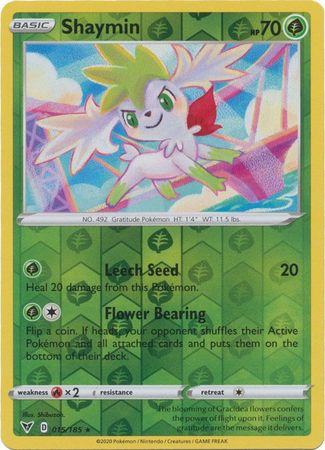 BASIC
Shaymin
HP 70
NO. 492 Gratitude Pokémon HT: 1'4" WT: 11.5 lbs.
Leech Seed 20
Heal 20 damage from this Pokémon.
Flower Bearing
Flip a coin. If heads, your opponent shuffles their Active
Pokémon and all attached cards and puts them on the
bottom of their deck.
weakness ×2 resistance retreat
Illus. Shibuzoh.
D 015/185 ★
The blooming of Gracidea flowers confers
the power of flight upon it. Feelings of
gratitude are the message it delivers.
©2020 Pokémon / Nintendo / Creatures / GAME FREAK